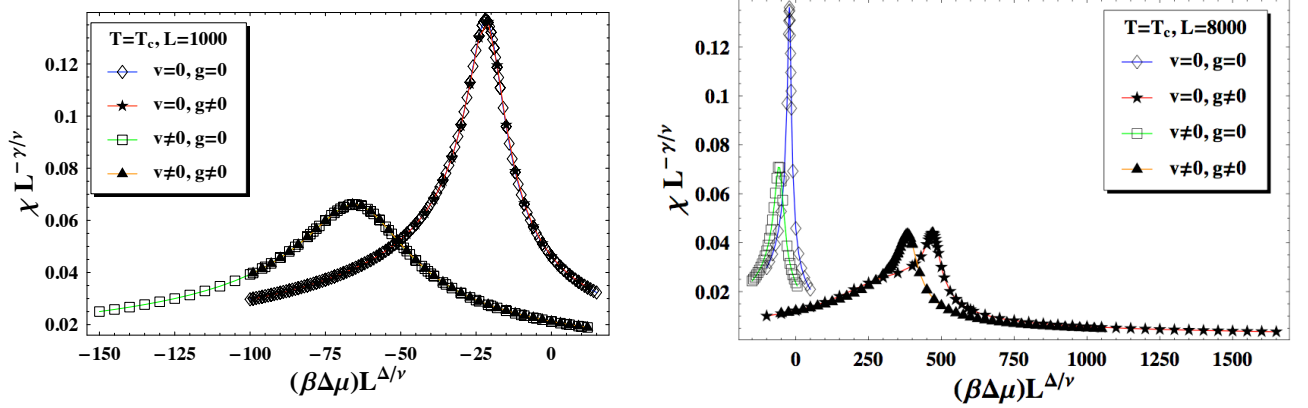 T=Tc, L=1000
v=0, g=0
v=0, g≠0
v≠0, g=0
v≠0, g≠0
0.12
0.1
0.08
0.06
0.04
0.02
χ L^{-γ/ν}
−150 −125 −100 −75 −50 −25 0
(βΔμ)L^{Δ/ν}
T=Tc, L=8000
v=0, g=0
v=0, g≠0
v≠0, g=0
v≠0, g≠0
0.12
0.1
0.08
0.06
0.04
0.02
χ L^{-γ/ν}
0 250 500 750 1000 1250 1500
(βΔμ)L^{Δ/ν}